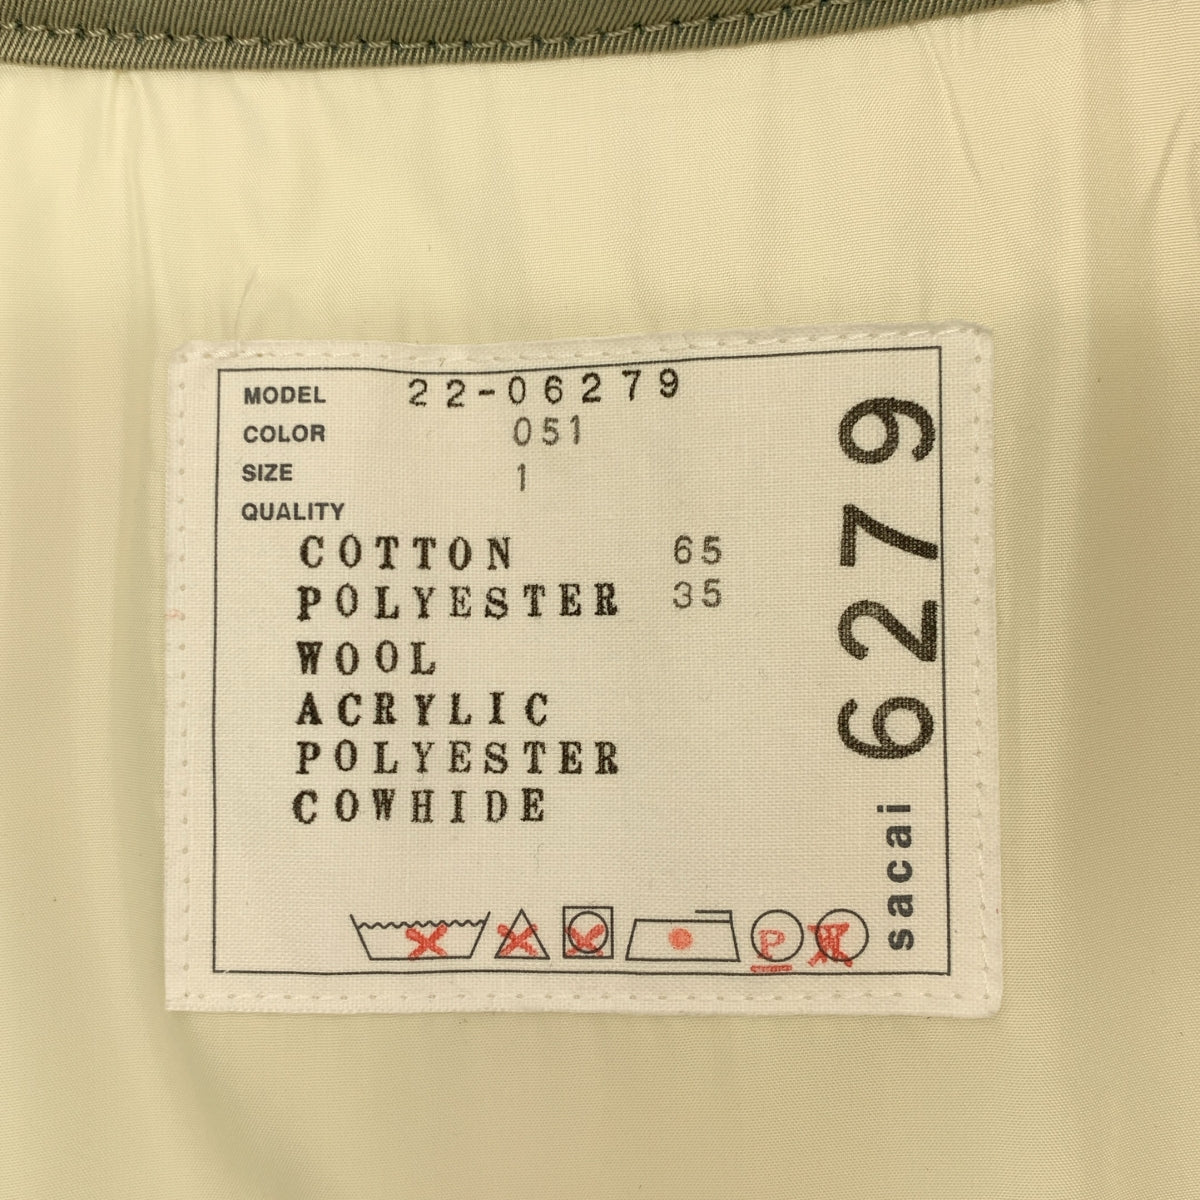 MODEL 22-06279
COLOR 051
SIZE 1
QUALITY
COTTON 65
POLYESTER 35
WOOL
ACRYLIC
POLYESTER
COWHIDE
P W
sacai 6279